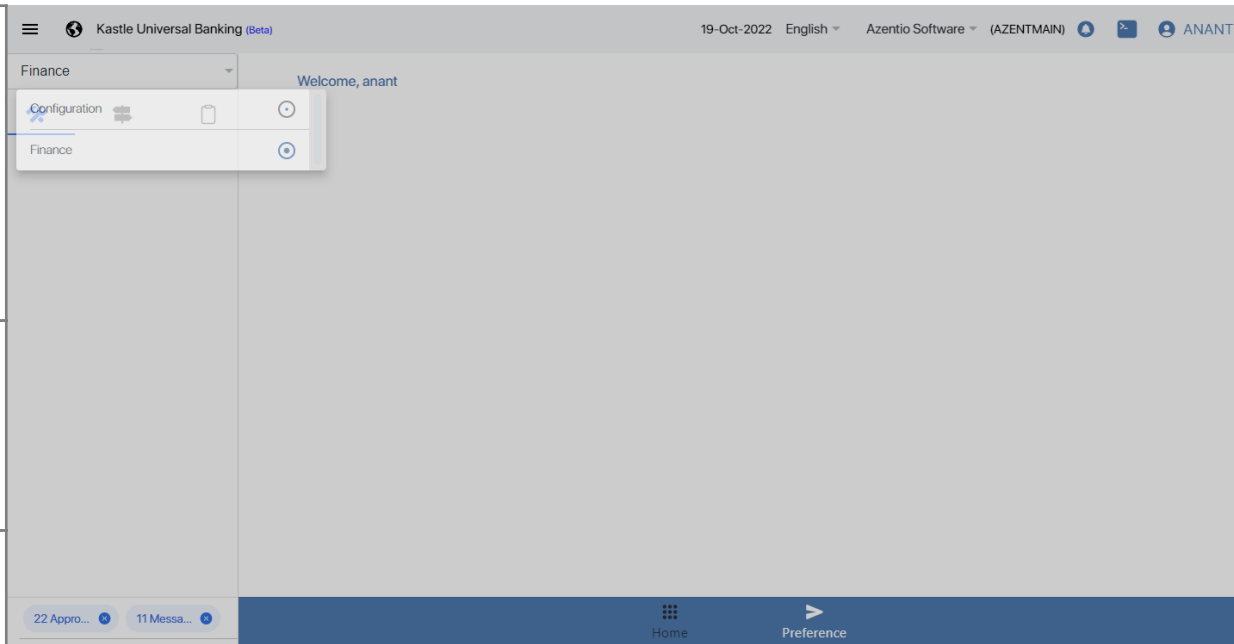 Kastle Universal Banking (Beta) 19-Oct-2022 English Azentio Software (AZENTMAIN) ANANT
Finance
Welcome, anant
Configuration
Finance
22 Appro... 11 Messa...
Home Preference